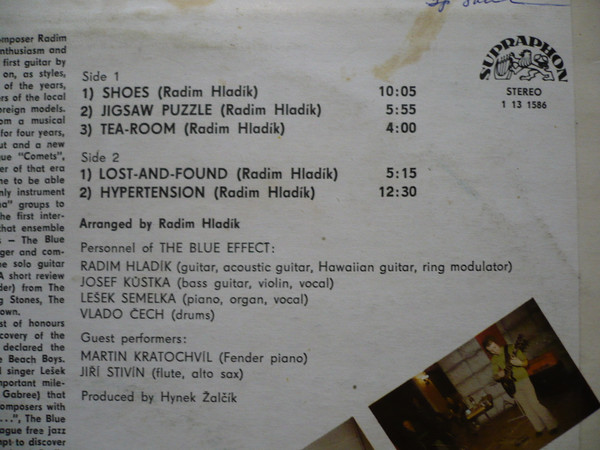 omposer Radim
nthusiasm and
first guitar by
on, as styles,
of the years,
rs of the local
oreign models.
om a musical
for four years,
out and a new
ue "Comets",
er of that era
me to be able
nly instrument
" groups to
he first inter-
that ensemble
– The Blue
ger and com-
e solo guitar
A short review
der) from The
g Stones, The
own.
st of honours
covery of the
declared the
e Beach Boys.
l singer Lešek
mportant mile-
Gabree) that
omposers with
...", The Blue
ague free jazz
mpt to discover
SUPRAPHON
STEREO
1 13 1586
Side 1
1) SHOES (Radim Hladík) 10:05
2) JIGSAW PUZZLE (Radim Hladík) 5:55
3) TEA-ROOM (Radim Hladík) 4:00
Side 2
1) LOST-AND-FOUND (Radim Hladík) 5:15
2) HYPERTENSION (Radim Hladík) 12:30
Arranged by Radim Hladík
Personnel of THE BLUE EFFECT:
RADIM HLADÍK (guitar, acoustic guitar, Hawaiian guitar, ring modulator)
JOSEF KŮSTKA (bass guitar, violin, vocal)
LEŠEK SEMELKA (piano, organ, vocal)
VLADO ČECH (drums)
Guest performers:
MARTIN KRATOCHVÍL (Fender piano)
JIŘÍ STIVÍN (flute, alto sax)
Produced by Hynek Žalčík